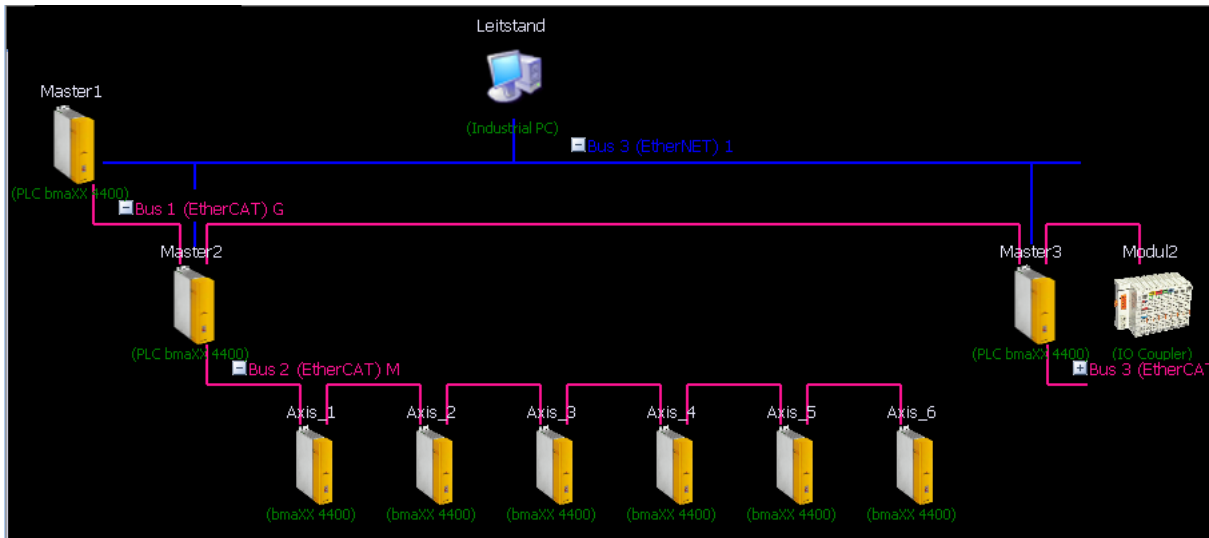 Leitstand
Master1
(Industrial PC)
Bus 3 (EtherNET) 1
(PLC bmaXX 4400)
Bus 1 (EtherCAT) G
Master2
Master3
Modul2
(PLC bmaXX 4400)
(PLC bmaXX 4400)
(IO Coupler)
Bus 2 (EtherCAT) M
Bus 3 (EtherCAT
Axis_1
Axis_2
Axis_3
Axis_4
Axis_5
Axis_6
(bmaXX 4400)
(bmaXX 4400)
(bmaXX 4400)
(bmaXX 4400)
(bmaXX 4400)
(bmaXX 4400)